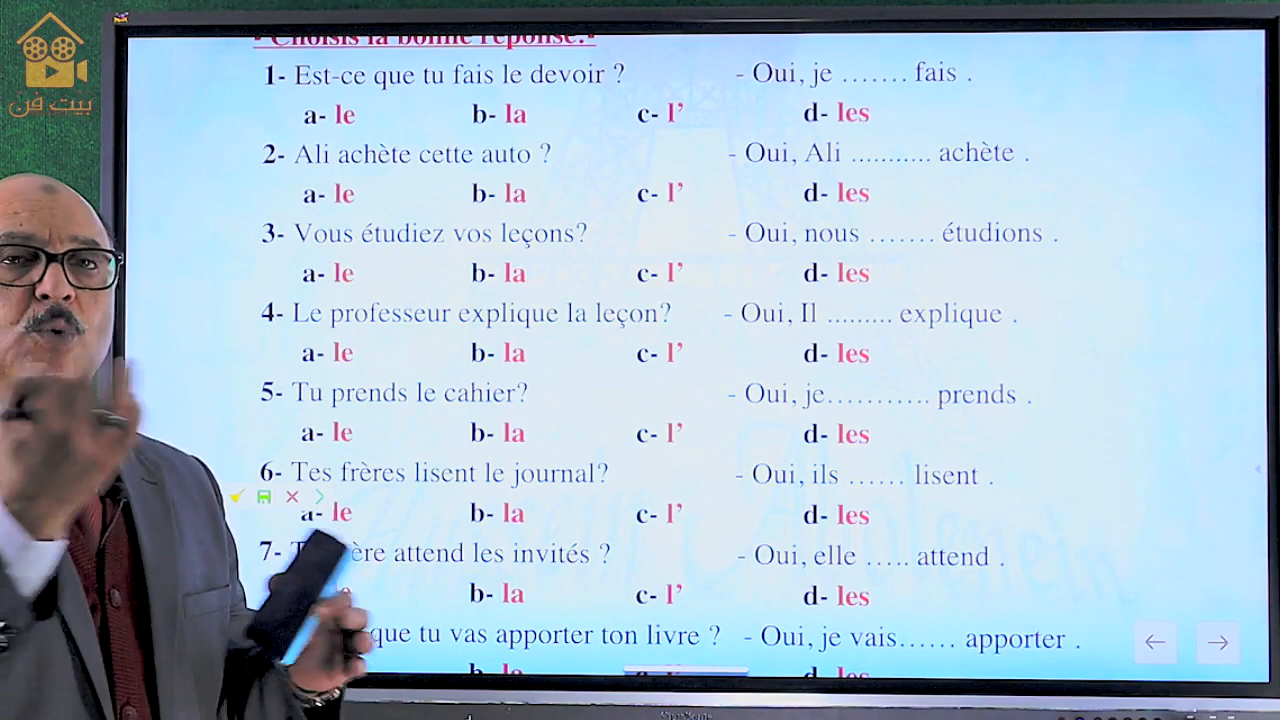 بيت فن
- Choisis la bonne réponse:-
1- Est-ce que tu fais le devoir ? - Oui, je ....... fais .
a- le b- la c- l’ d- les
2- Ali achète cette auto ? - Oui, Ali ........... achète .
a- le b- la c- l’ d- les
3- Vous étudiez vos leçons? - Oui, nous ....... étudions .
a- le b- la c- l’ d- les
4- Le professeur explique la leçon? - Oui, Il ......... explique .
a- le b- la c- l’ d- les
5- Tu prends le cahier? - Oui, je........... prends .
a- le b- la c- l’ d- les
6- Tes frères lisent le journal? - Oui, ils ...... lisent .
a- le b- la c- l’ d- les
7- attend les invités ? - Oui, elle ..... attend .
b- la c- l’ d- les
que tu vas apporter ton livre ? - Oui, je vais...... apporter .
b- la d- les